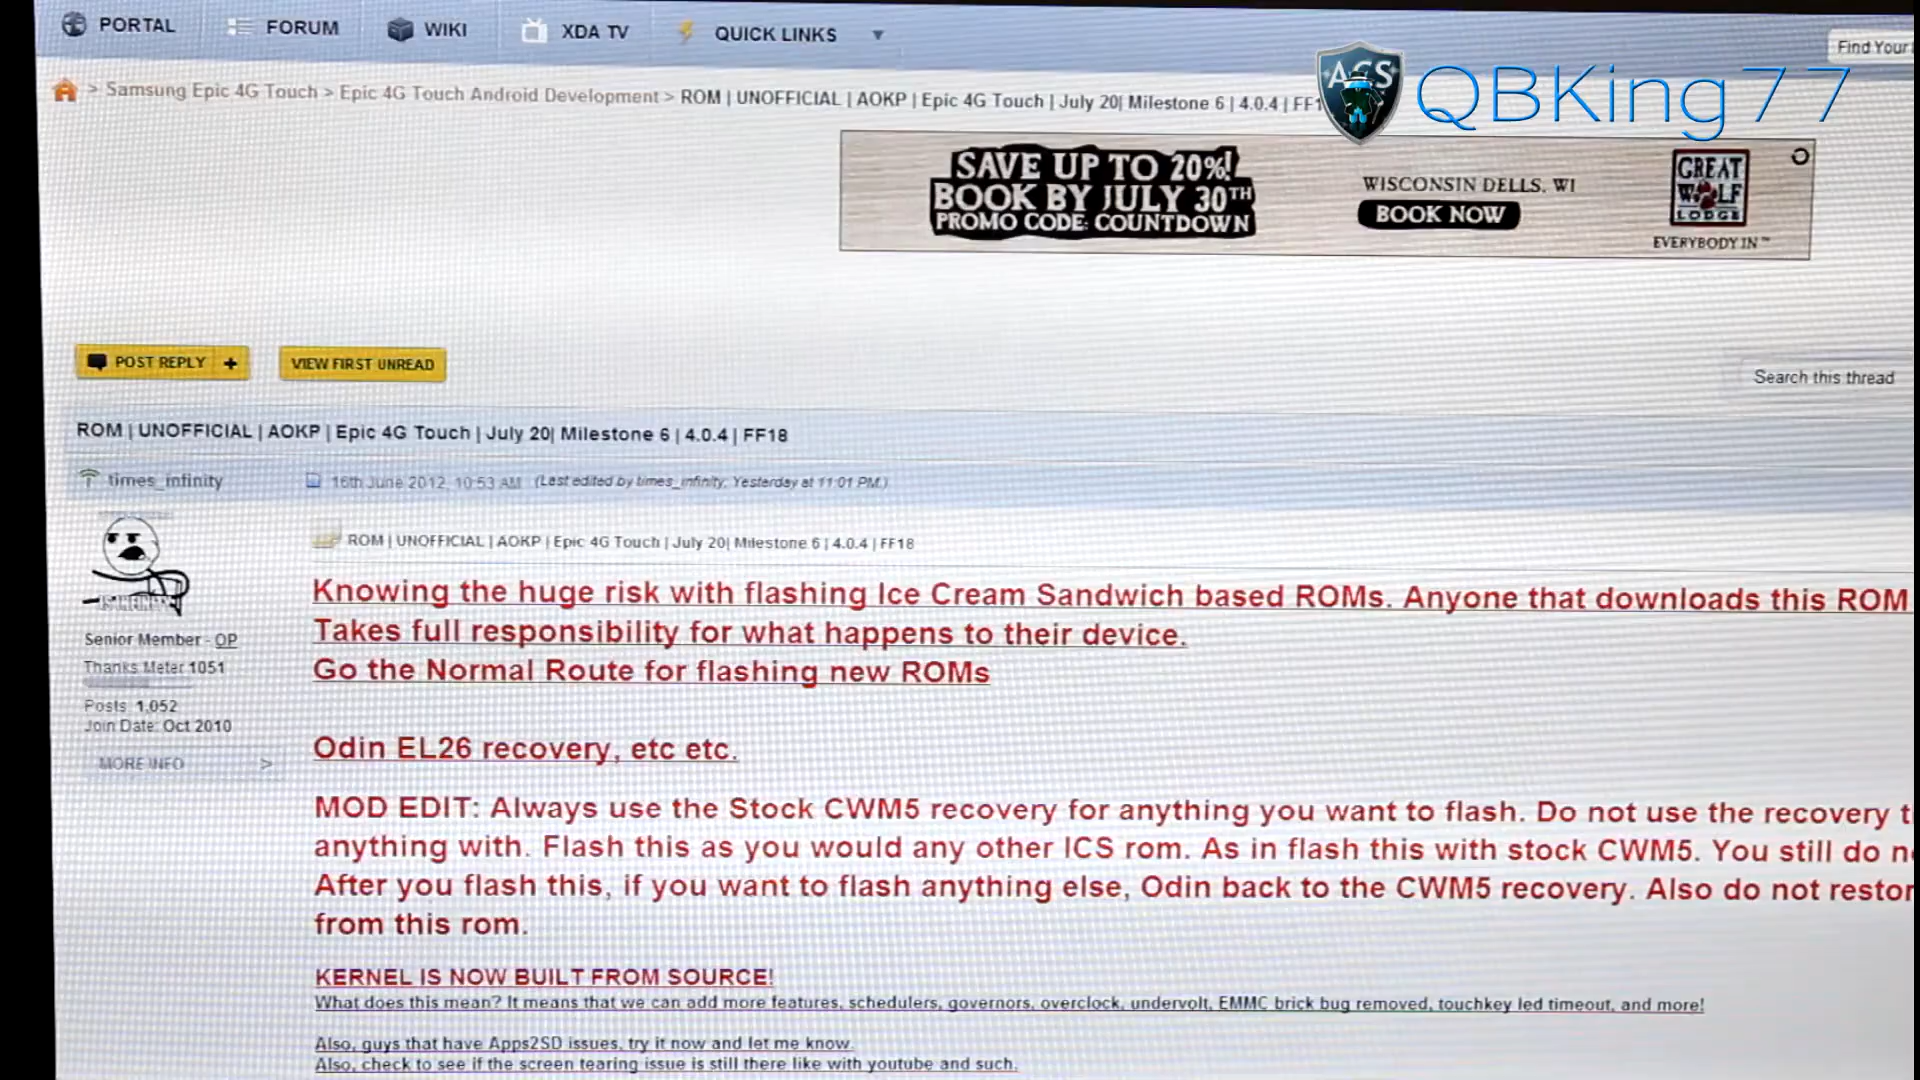 PORTAL FORUM WIKI XDA TV QUICK LINKS
Find Your
> Samsung Epic 4G Touch > Epic 4G Touch Android Development > ROM | UNOFFICIAL | AOKP | Epic 4G Touch | July 20| Milestone 6 | 4.0.4 | FF1
ACS QBKing77
SAVE UP TO 20%!
BOOK BY JULY 30TH
PROMO CODE: COUNTDOWN
WISCONSIN DELLS, WI
BOOK NOW
GREAT
WOLF
LODGE
EVERYBODY IN™
POST REPLY + VIEW FIRST UNREAD
Search this thread
ROM | UNOFFICIAL | AOKP | Epic 4G Touch | July 20| Milestone 6 | 4.0.4 | FF18
times_infinity 16th June 2012, 10:53 AM (Last edited by times_infinity; Yesterday at 11:01 PM.)
ROM | UNOFFICIAL | AOKP | Epic 4G Touch | July 20| Milestone 6 | 4.0.4 | FF18
Knowing the huge risk with flashing Ice Cream Sandwich based ROMs. Anyone that downloads this ROM
Takes full responsibility for what happens to their device.
Go the Normal Route for flashing new ROMs
Senior Member - OP
Thanks Meter 1051
Posts: 1,052
Join Date: Oct 2010
MORE INFO >
Odin EL26 recovery, etc etc.
MOD EDIT: Always use the Stock CWM5 recovery for anything you want to flash. Do not use the recovery t
anything with. Flash this as you would any other ICS rom. As in flash this with stock CWM5. You still do n
After you flash this, if you want to flash anything else, Odin back to the CWM5 recovery. Also do not restor
from this rom.
KERNEL IS NOW BUILT FROM SOURCE!
What does this mean? It means that we can add more features, schedulers, governors, overclock, undervolt, EMMC brick bug removed, touchkey led timeout, and more!
Also, guys that have Apps2SD issues, try it now and let me know.
Also, check to see if the screen tearing issue is still there like with youtube and such.